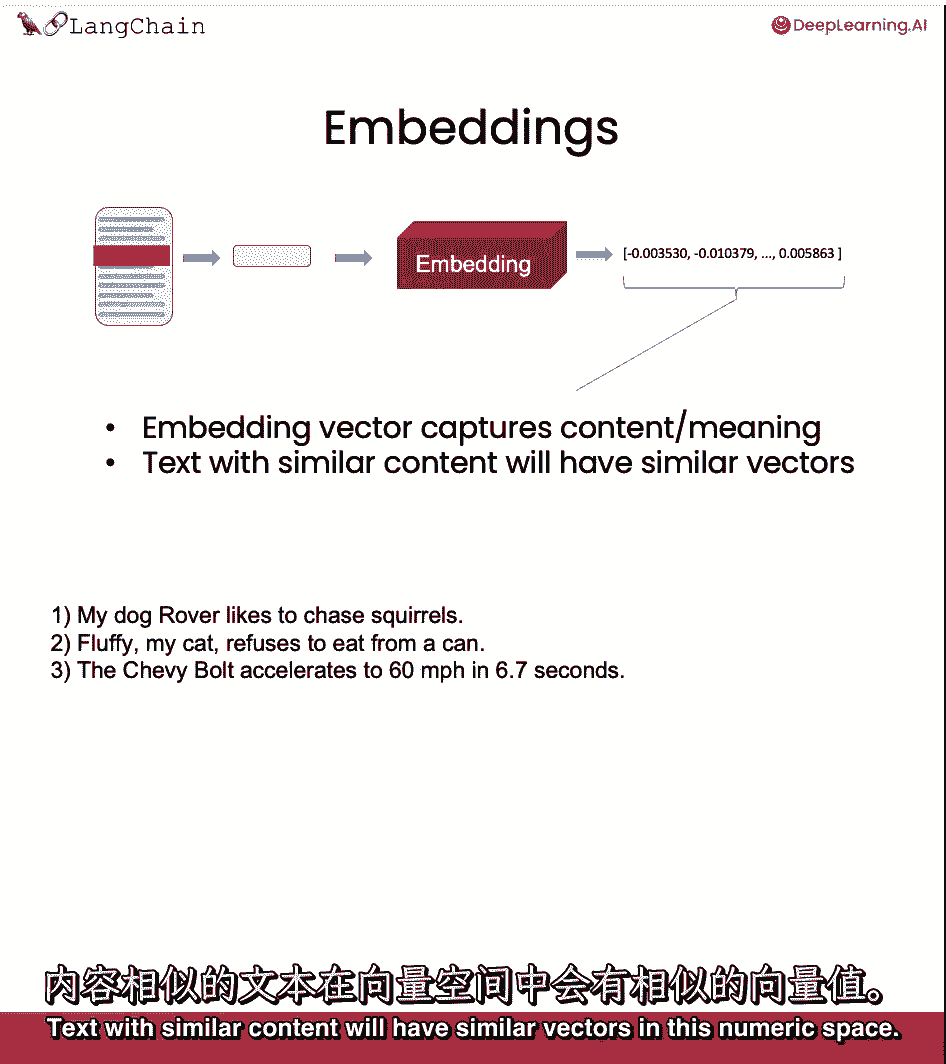 LangChain
DeepLearning.AI
Embeddings
Embedding
[-0.003530, -0.010379, ..., 0.005863 ]
• Embedding vector captures content/meaning
• Text with similar content will have similar vectors
1) My dog Rover likes to chase squirrels.
2) Fluffy, my cat, refuses to eat from a can.
3) The Chevy Bolt accelerates to 60 mph in 6.7 seconds.
内容相似的文本在向量空间中会有相似的向量值。
Text with similar content will have similar vectors in this numeric space.